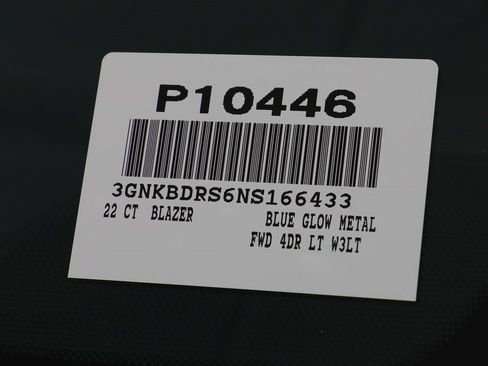 P10446
3GNKBDRS6NS166433
22 CT BLAZER BLUE GLOW METAL
FWD 4DR LT W3LT